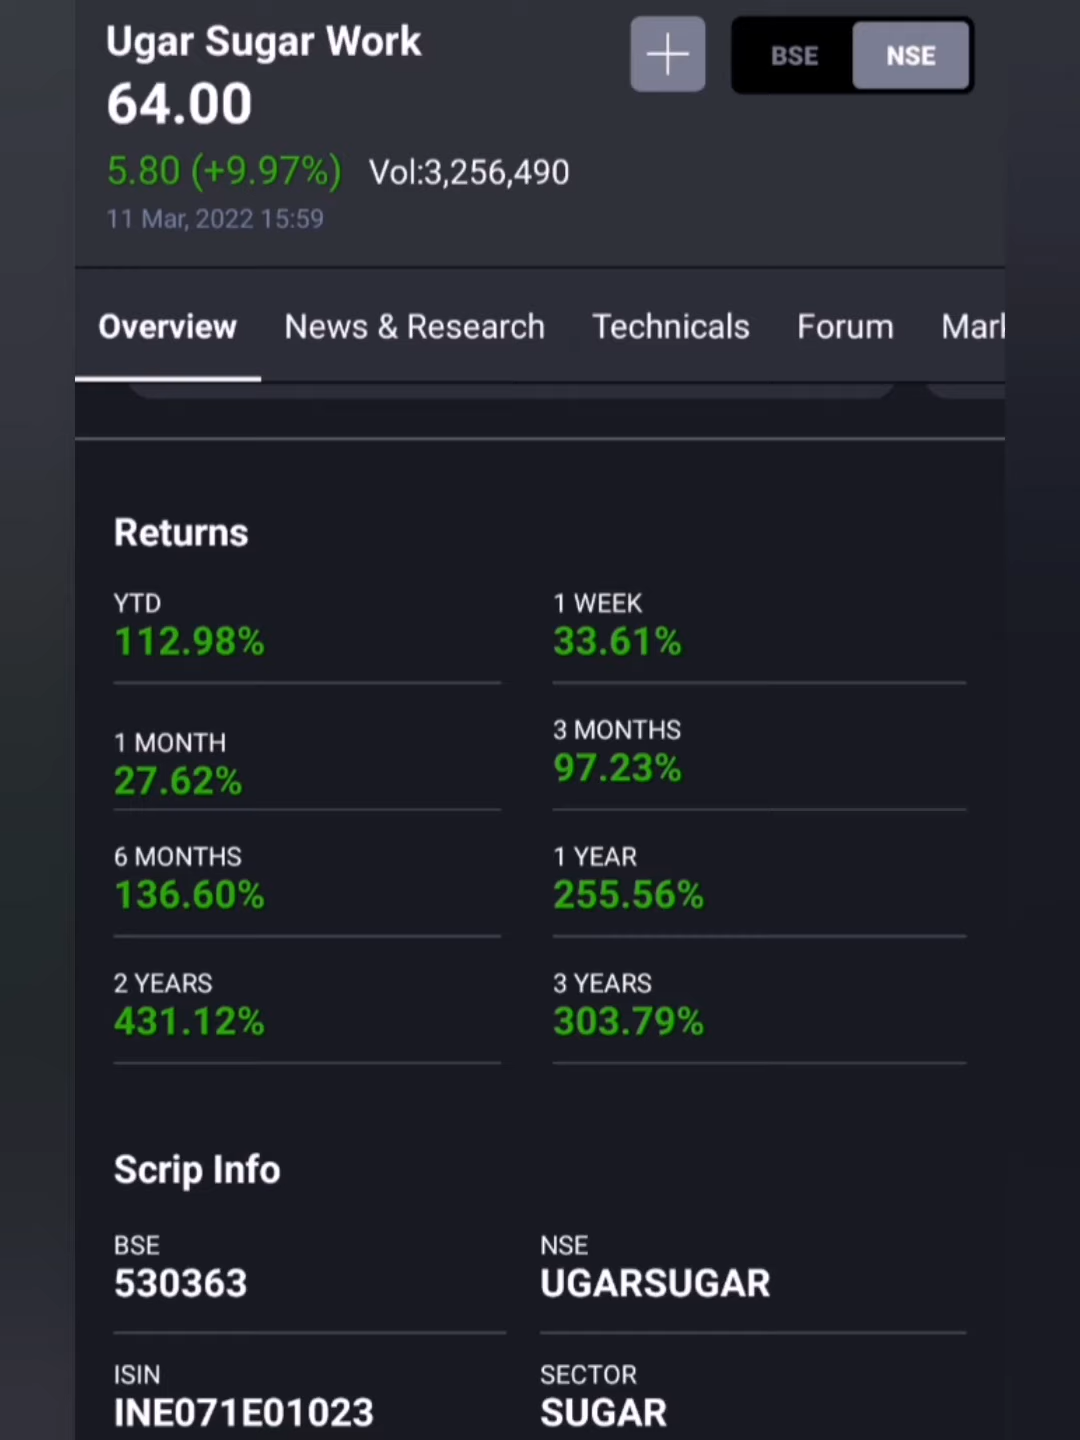 Ugar Sugar Work
BSE
NSE
64.00
5.80 (+9.97%) Vol:3,256,490
11 Mar, 2022 15:59
Overview News & Research Technicals Forum
Returns
YTD
112.98%
1 WEEK
33.61%
1 MONTH
27.62%
3 MONTHS
97.23%
6 MONTHS
136.60%
1 YEAR
255.56%
2 YEARS
431.12%
3 YEARS
303.79%
Scrip Info
BSE
530363
NSE
UGARSUGAR
ISIN
INE071E01023
SECTOR
SUGAR